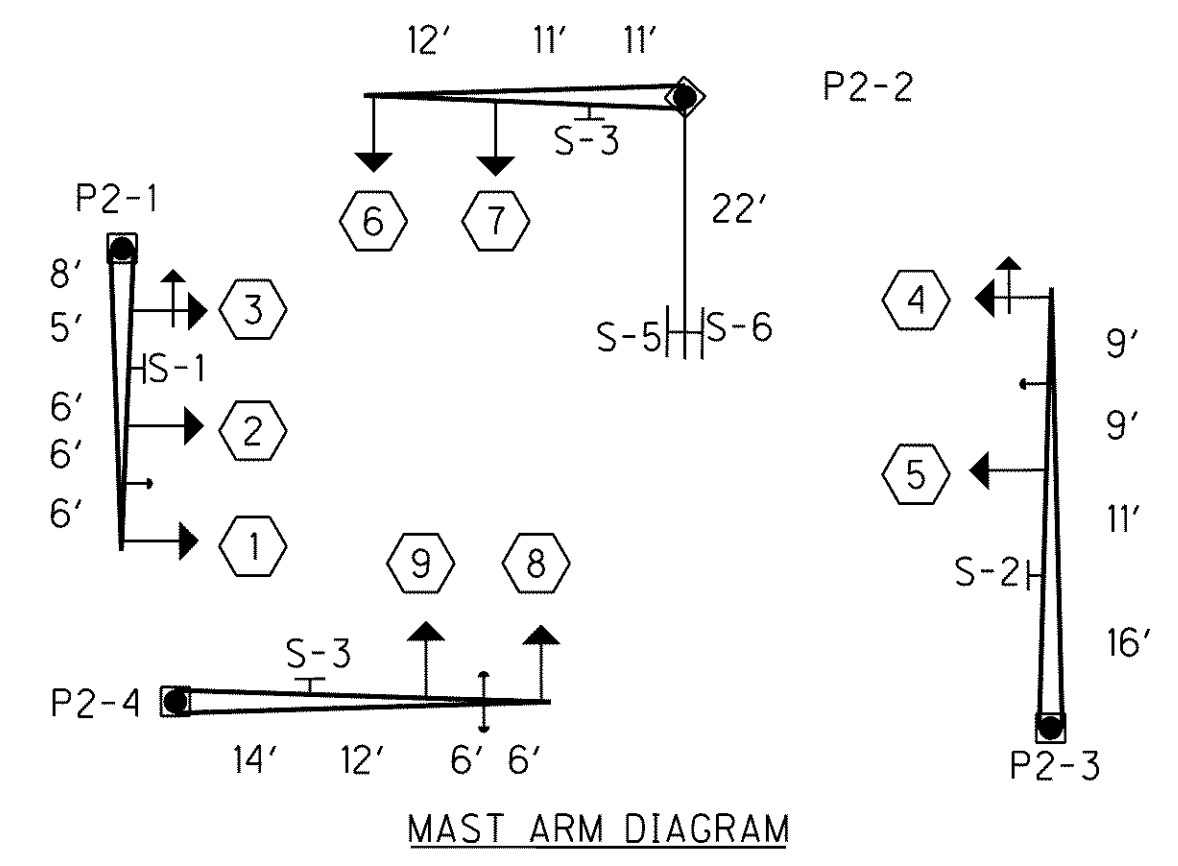 12' 11' 11'
P2-2
S-3
6 7
P2-1
22'
8'
3
4
5'
S-5 S-6
9'
S-1
6'
2
9'
6'
5
6'
11'
1
9 8
S-2
S-3
16'
P2-4
14' 12' 6' 6'
P2-3
MAST ARM DIAGRAM